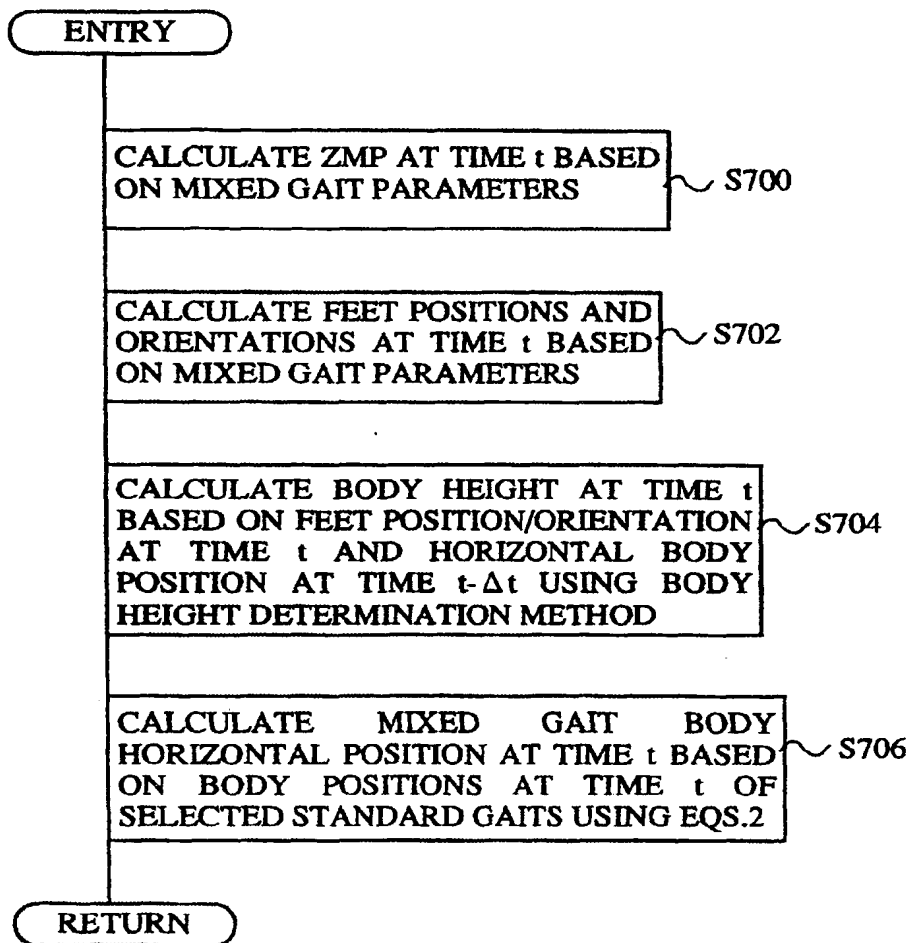 ENTRY
CALCULATE ZMP AT TIME t BASED
ON MIXED GAIT PARAMETERS
S700
CALCULATE FEET POSITIONS AND
ORIENTATIONS AT TIME t BASED
ON MIXED GAIT PARAMETERS
S702
CALCULATE BODY HEIGHT AT TIME t
BASED ON FEET POSITION/ORIENTATION
AT TIME t AND HORIZONTAL BODY
POSITION AT TIME t-Δt USING BODY
HEIGHT DETERMINATION METHOD
S704
CALCULATE MIXED GAIT BODY
HORIZONTAL POSITION AT TIME t BASED
ON BODY POSITIONS AT TIME t OF
SELECTED STANDARD GAITS USING EQS.2
S706
RETURN